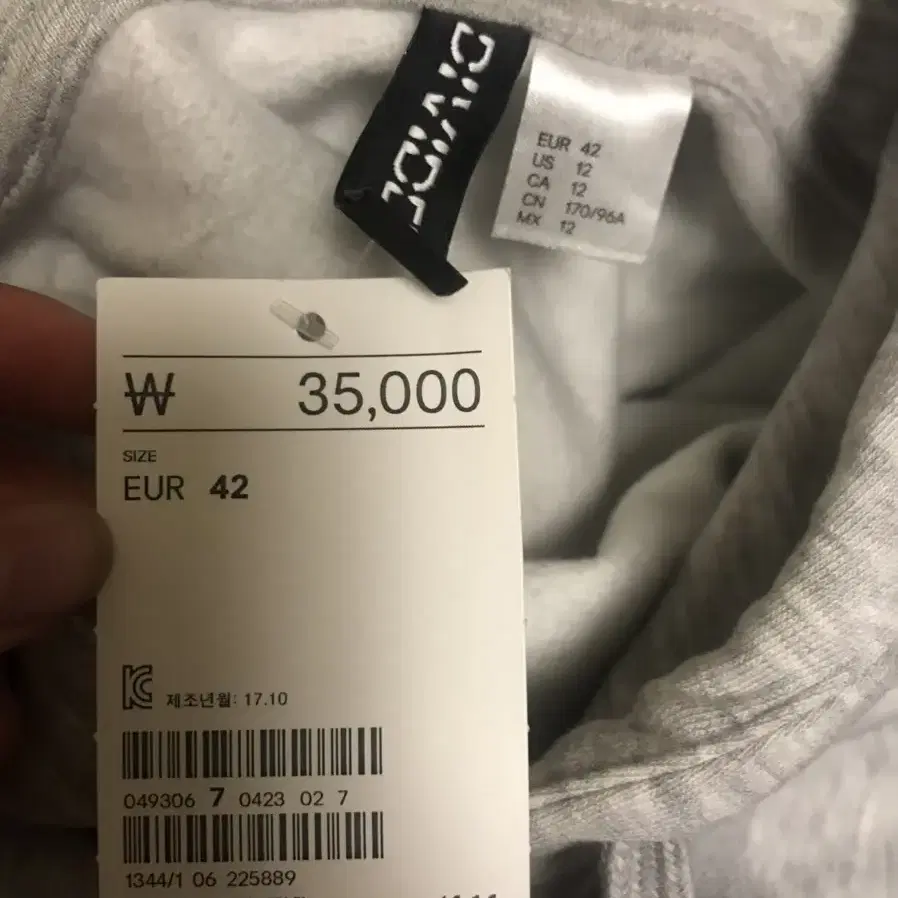 DIVIDE
EUR 42
US 12
CA 12
CN 170/96A
MX 12
₩ 35,000
SIZE
EUR 42
제조년월: 17.10
049306 7 0423 02 7
1344/1 06 225889